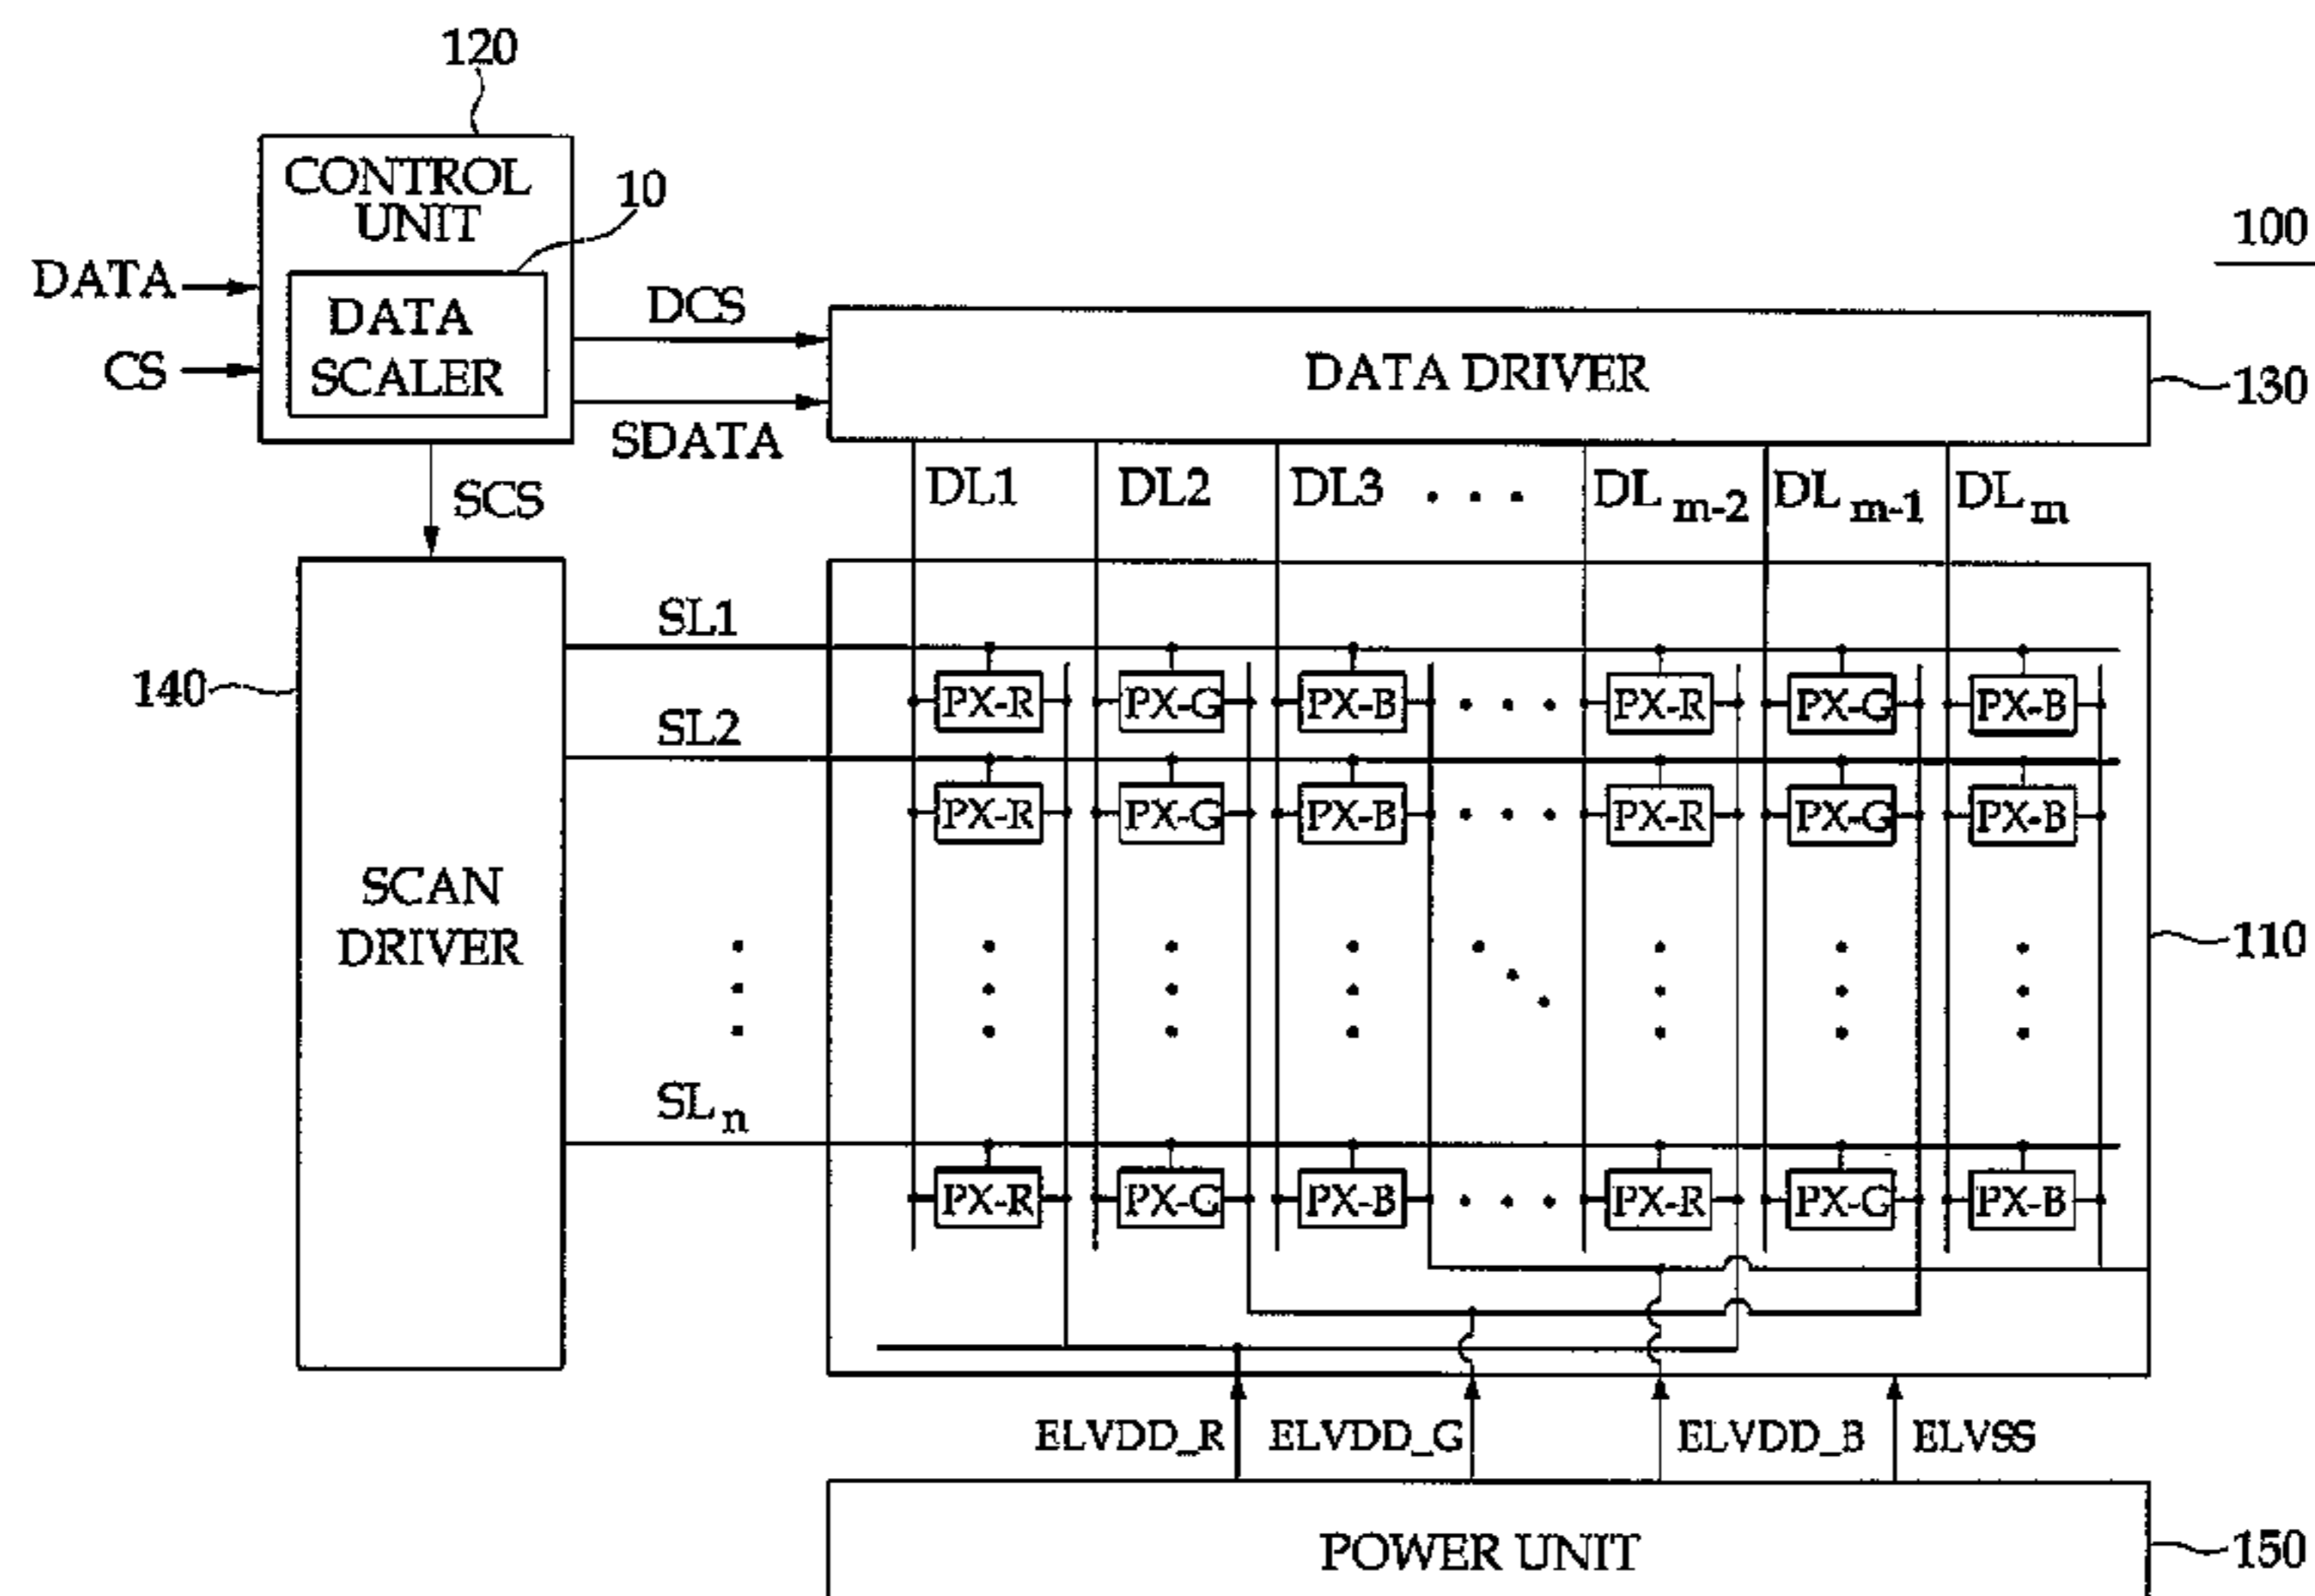 120
CONTROL
UNIT
10
100
DATA
DATA
SCALER
CS
DCS
SDATA
DATA DRIVER
130
SCS
DL1 DL2 DL3 . . . DL m-2 DL m-1 DL m
SL1
140
PX-R PX-G PX-B . . . PX-R PX-G PX-B
SL2
PX-R PX-G PX-B . . . PX-R PX-G PX-B
SCAN
DRIVER
110
SL n
PX-R PX-G PX-B . . . PX-R PX-G PX-B
ELVDD_R ELVDD_G ELVDD_B ELVSS
POWER UNIT
150